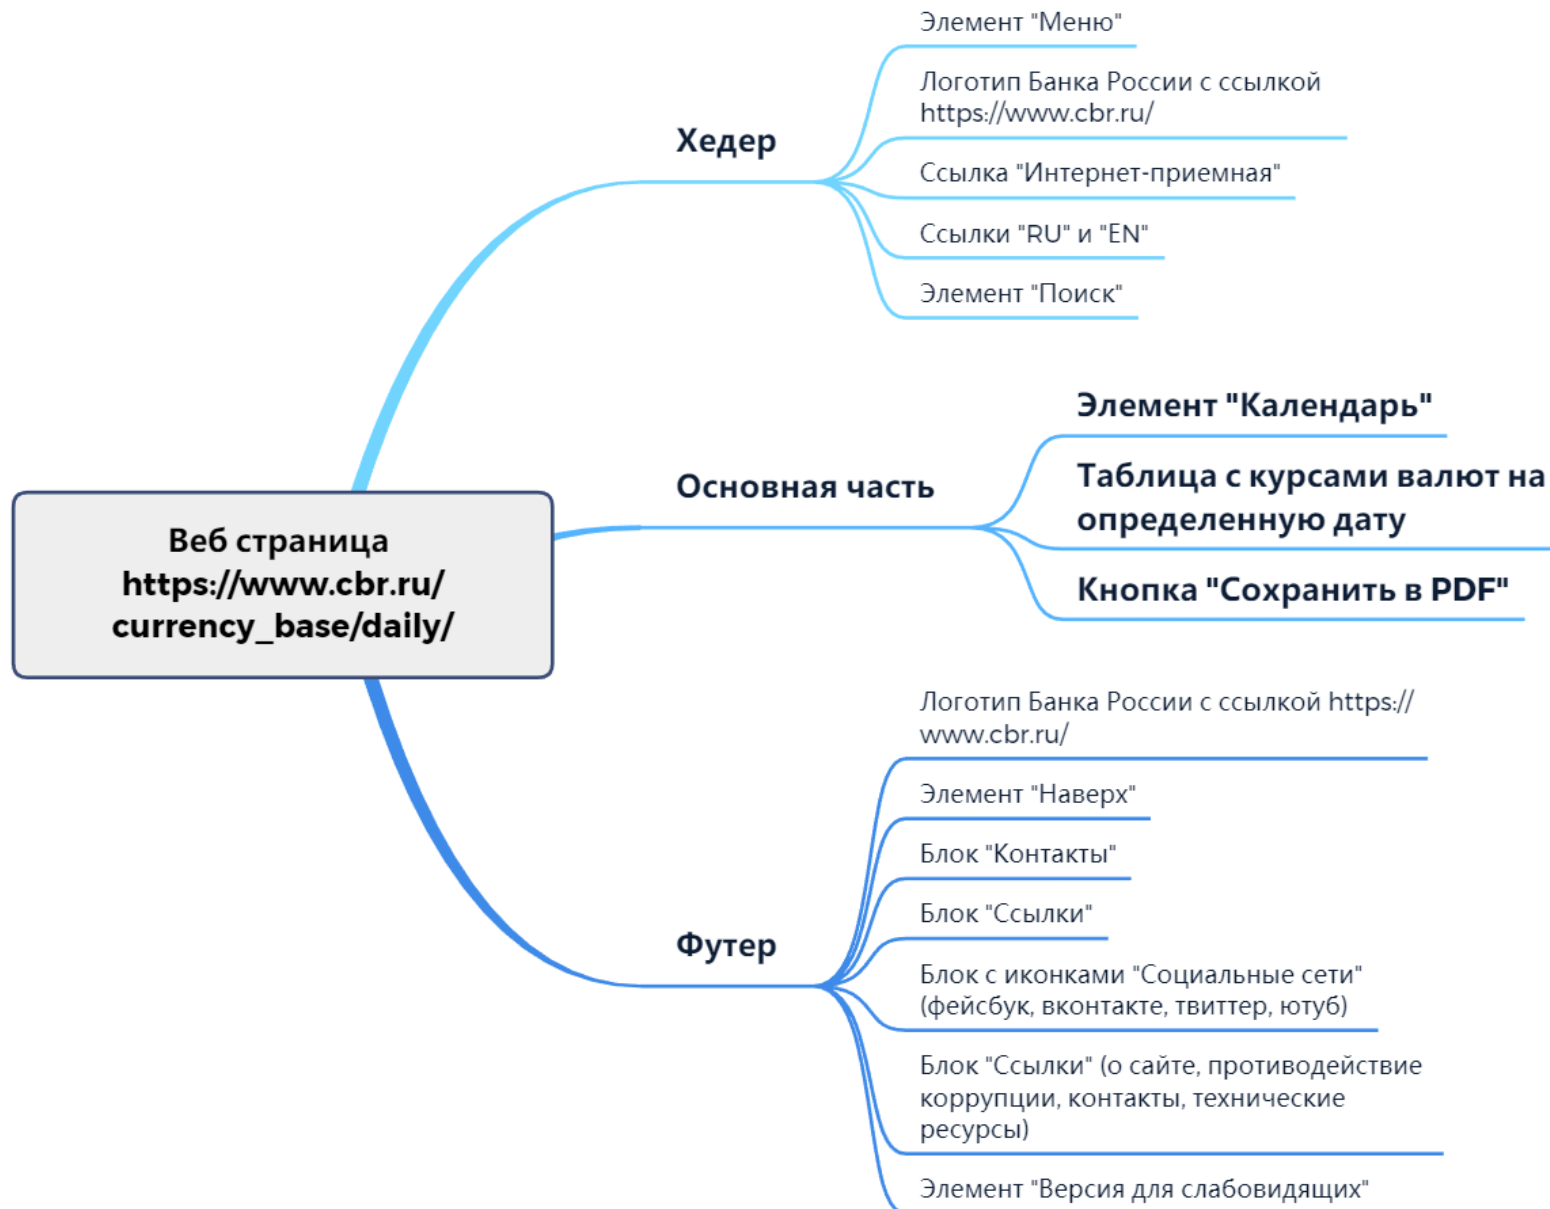 Веб страница
https://www.cbr.ru/
currency_base/daily/
Хедер
Элемент "Меню"
Логотип Банка России с ссылкой
https://www.cbr.ru/
Ссылка "Интернет-приемная"
Ссылки "RU" и "EN"
Элемент "Поиск"
Основная часть
Элемент "Календарь"
Таблица с курсами валют на
определенную дату
Кнопка "Сохранить в PDF"
Футер
Логотип Банка России с ссылкой https://
www.cbr.ru/
Элемент "Наверх"
Блок "Контакты"
Блок "Ссылки"
Блок с иконками "Социальные сети"
(фейсбук, вконтакте, твиттер, ютуб)
Блок "Ссылки" (о сайте, противодействие
коррупции, контакты, технические
ресурсы)
Элемент "Версия для слабовидящих"